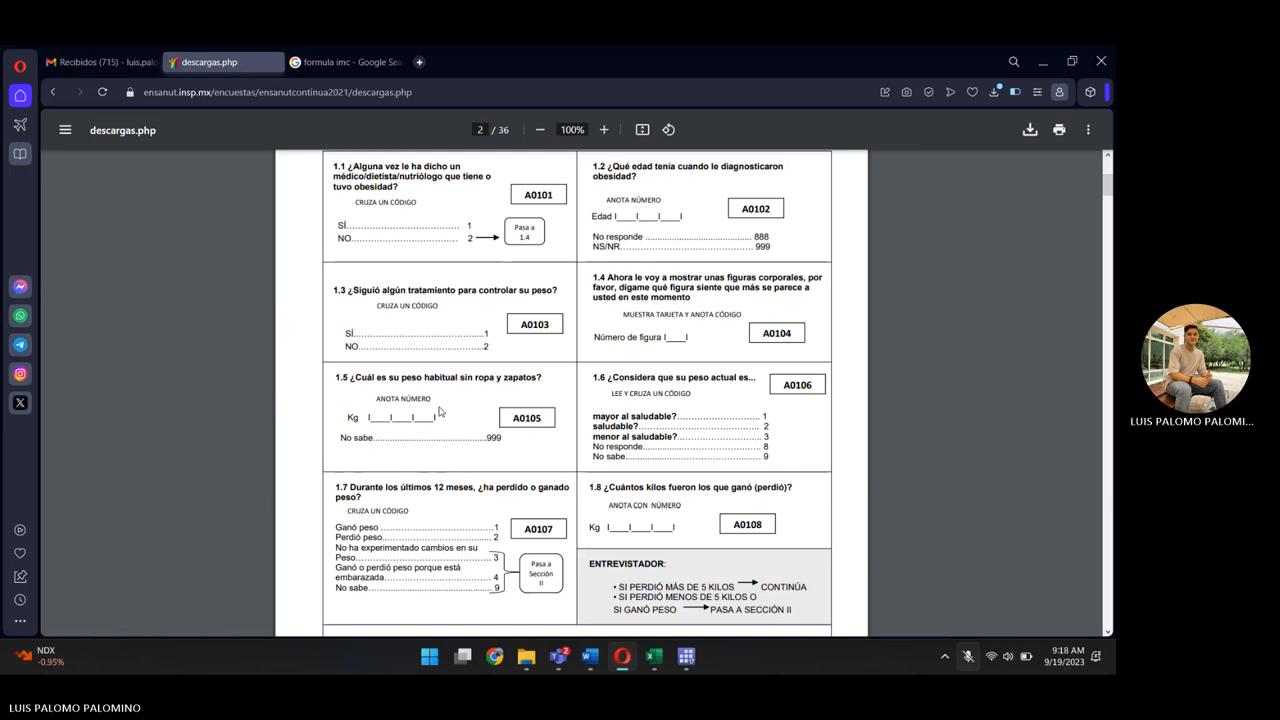 Recibidos (715) - luis.palo
descargas.php
formula imc - Google Sea
ensanut.insp.mx/encuestas/ensanutcontinua2021/descargas.php
descargas.php
2 / 36
100%
1.1 ¿Alguna vez le ha dicho un
médico/dietista/nutriólogo que tiene o
tuvo obesidad?
A0101
CRUZA UN CÓDIGO
SÍ........................................ 1
NO...................................... 2
Pasa a
1.4
1.2 ¿Qué edad tenía cuando le diagnosticaron
obesidad?
ANOTA NÚMERO
A0102
Edad I____I____I____I
No responde ........................................ 888
NS/NR................................................ 999
1.3 ¿Siguió algún tratamiento para controlar su peso?
CRUZA UN CÓDIGO
A0103
SÍ................................................1
NO................................................2
1.4 Ahora le voy a mostrar unas figuras corporales, por
favor, dígame qué figura siente que más se parece a
usted en este momento
MUESTRA TARJETA Y ANOTA CÓDIGO
A0104
Número de figura I____I
1.5 ¿Cuál es su peso habitual sin ropa y zapatos?
ANOTA NÚMERO
Kg I____I____I____I
A0105
No sabe................................................999
1.6 ¿Considera que su peso actual es...
A0106
LEE Y CRUZA UN CÓDIGO
mayor al saludable?............................ 1
saludable?.......................................... 2
menor al saludable?............................ 3
No responde........................................ 8
No sabe............................................... 9
1.7 Durante los últimos 12 meses, ¿ha perdido o ganado
peso?
CRUZA UN CÓDIGO
A0107
Ganó peso ........................................1
Perdió peso........................................ 2
No ha experimentado cambios en su
Peso................................................ 3
Ganó o perdió peso porque está
embarazada........................................ 4
No sabe............................................ 9
Pasa a
Sección
II
1.8 ¿Cuántos kilos fueron los que ganó (perdió)?
ANOTA CON NÚMERO
Kg I____I____I____I
A0108
ENTREVISTADOR:
• SI PERDIÓ MÁS DE 5 KILOS CONTINÚA
• SI PERDIÓ MENOS DE 5 KILOS O
SI GANÓ PESO PASA A SECCIÓN II
LUIS PALOMO PALOMI...
NDX
-0.95%
2
9:18 AM
9/19/2023
LUIS PALOMO PALOMINO